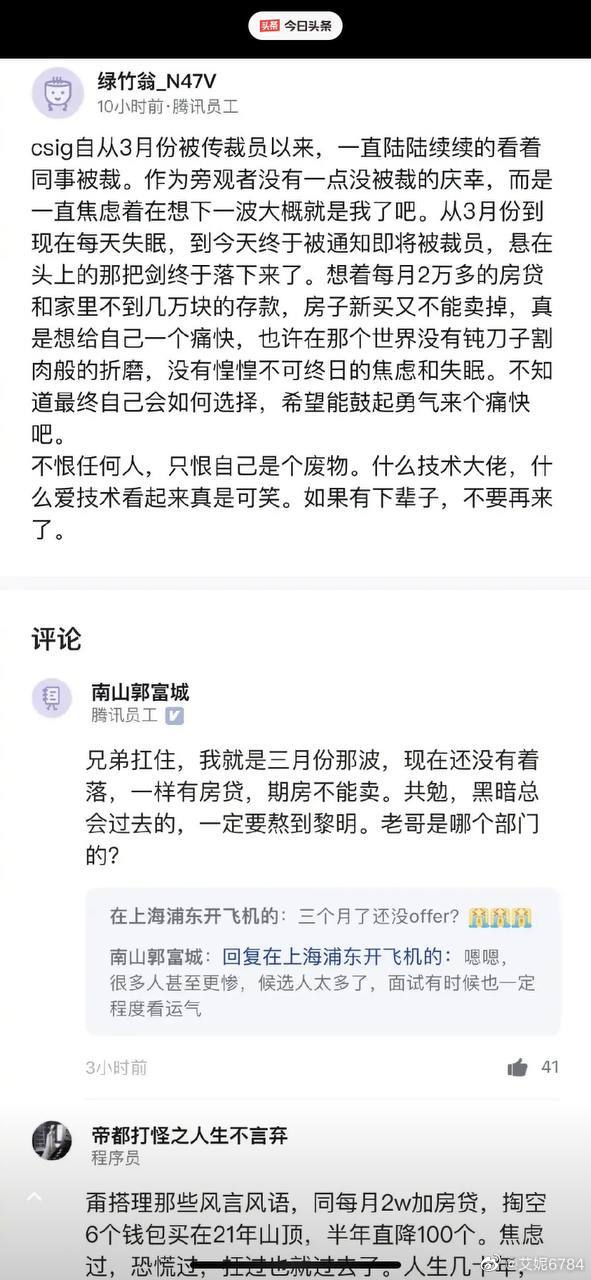 头条 今日头条
绿竹翁_N47V
10小时前·腾讯员工
csig自从3月份被传裁员以来，一直陆陆续续的看着
同事被裁。作为旁观者没有一点没被裁的庆幸，而是
一直焦虑着在想下一波大概就是我了吧。从3月份到
现在每天失眠，到今天终于被通知即将被裁员，悬在
头上的那把剑终于落下来了。想着每月2万多的房贷
和家里不到几万块的存款，房子新买又不能卖掉，真
是想给自己一个痛快，也许在那个世界没有钝刀子割
肉般的折磨，没有惶惶不可终日的焦虑和失眠。不知
道最终自己会如何选择，希望能鼓起勇气来个痛快
吧。
不恨任何人，只恨自己是个废物。什么技术大佬，什
么爱技术看起来真是可笑。如果有下辈子，不要再来
了。
评论
南山郭富城
腾讯员工
兄弟扛住，我就是三月份那波，现在还没有着
落，一样有房贷，期房不能卖。共勉，黑暗总
会过去的，一定要熬到黎明。老哥是哪个部门
的？
在上海浦东开飞机的：三个月了还没offer？😭😭😭
南山郭富城：回复在上海浦东开飞机的：嗯嗯，
很多人甚至更惨，候选人太多了，面试有时候也一定
程度看运气
3小时前
41
帝都打怪之人生不言弃
程序员
甭搭理那些风言风语，同每月2w加房贷，掏空
6个钱包买在21年山顶，半年直降100个。焦虑
过，恐慌过，扛过也就过去了。人生几十年，
@艾妮6784